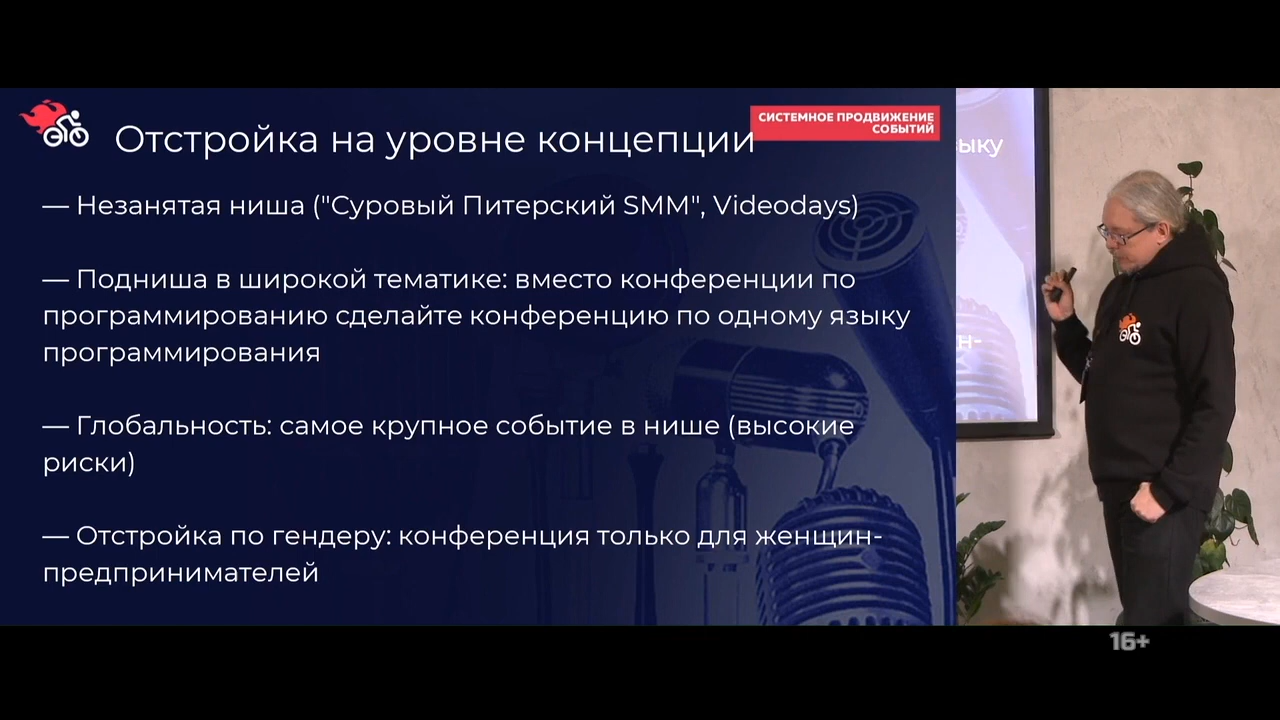 СИСТЕМНОЕ ПРОДВИЖЕНИЕ
СОБЫТИЙ
Отстройка на уровне концепции
— Незанятая ниша ("Суровый Питерский SMM", Videodays)
— Подниша в широкой тематике: вместо конференции по
программированию сделайте конференцию по одному языку
программирования
— Глобальность: самое крупное событие в нише (высокие
риски)
— Отстройка по гендеру: конференция только для женщин-
предпринимателей
16+